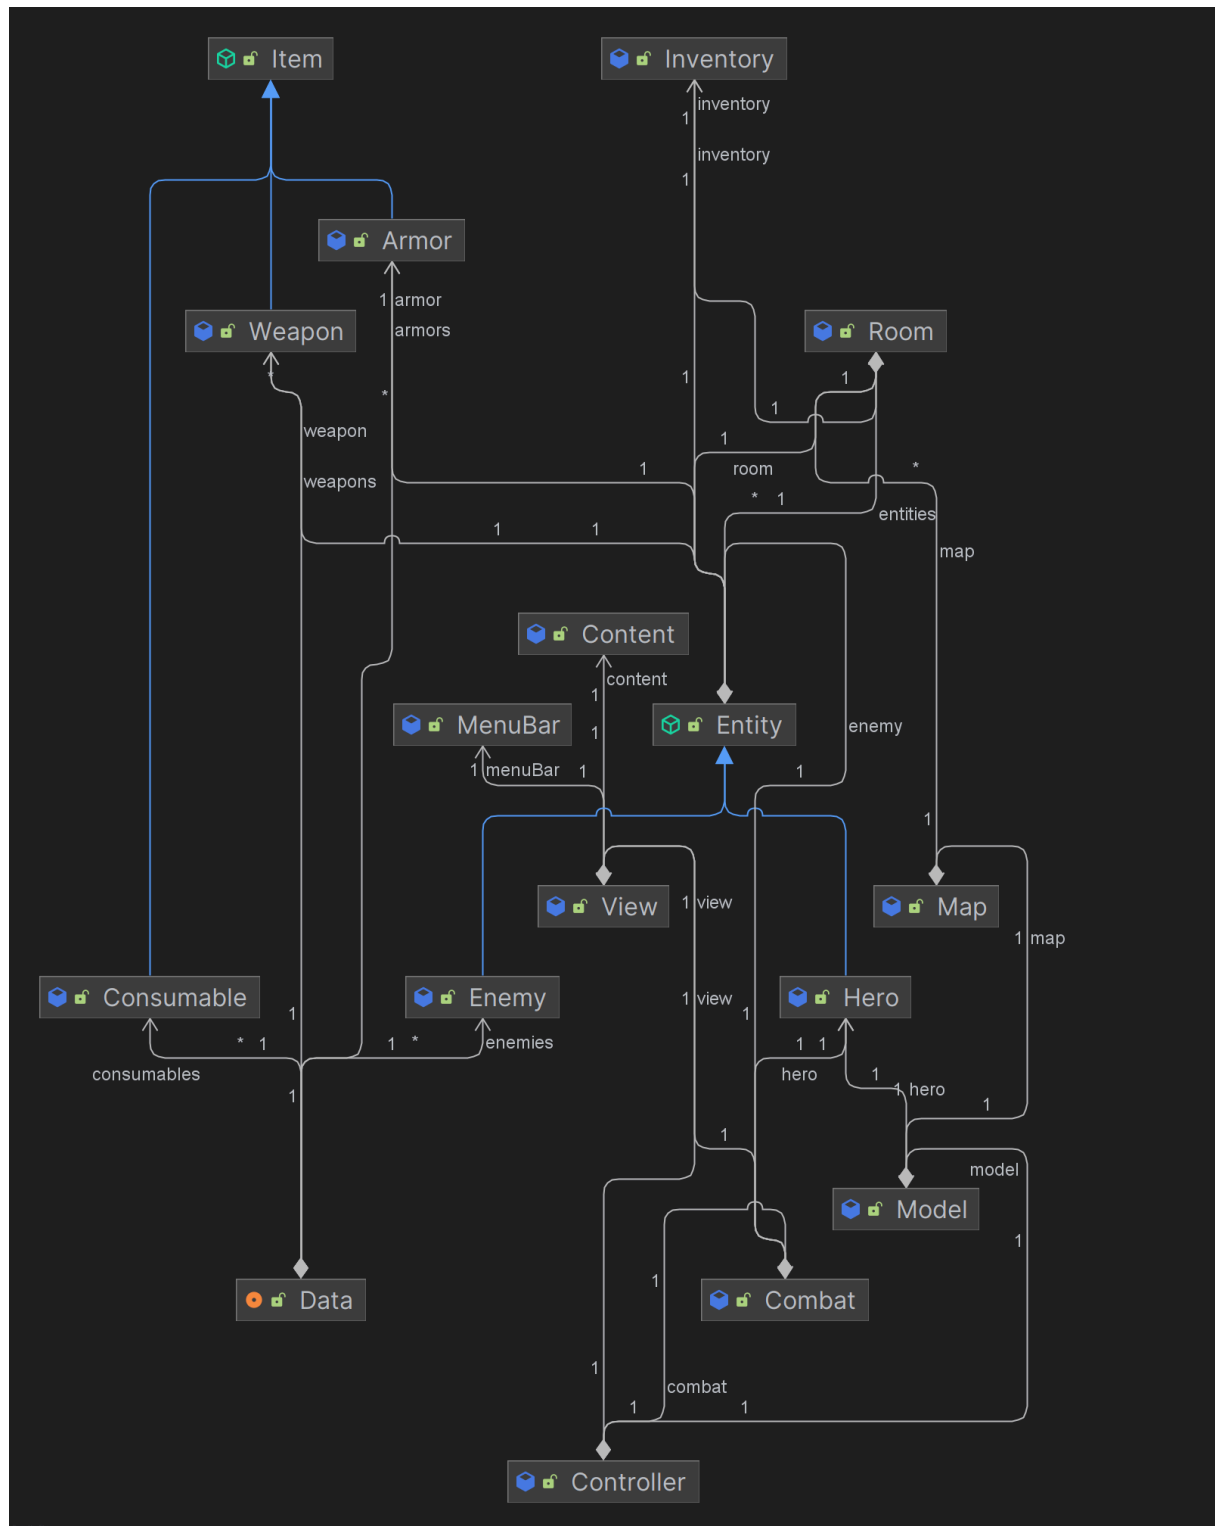 Item
Inventory
inventory
1
inventory
1
Armor
1 armor
armors
Weapon
Room
*
*
1
1
1
weapon
1
room
1
*
weapons
* 1
entities
1 1
map
Content
content
1
MenuBar
Entity
1
enemy
1 menuBar 1
1
1
View
Map
1 view
1 map
Consumable
Enemy
Hero
1 view
1
1
* 1
1 *
enemies
1 1
consumables
hero
1
1 hero
1
1
1
model
Model
1
1
Data
Combat
1
combat
1
1
Controller